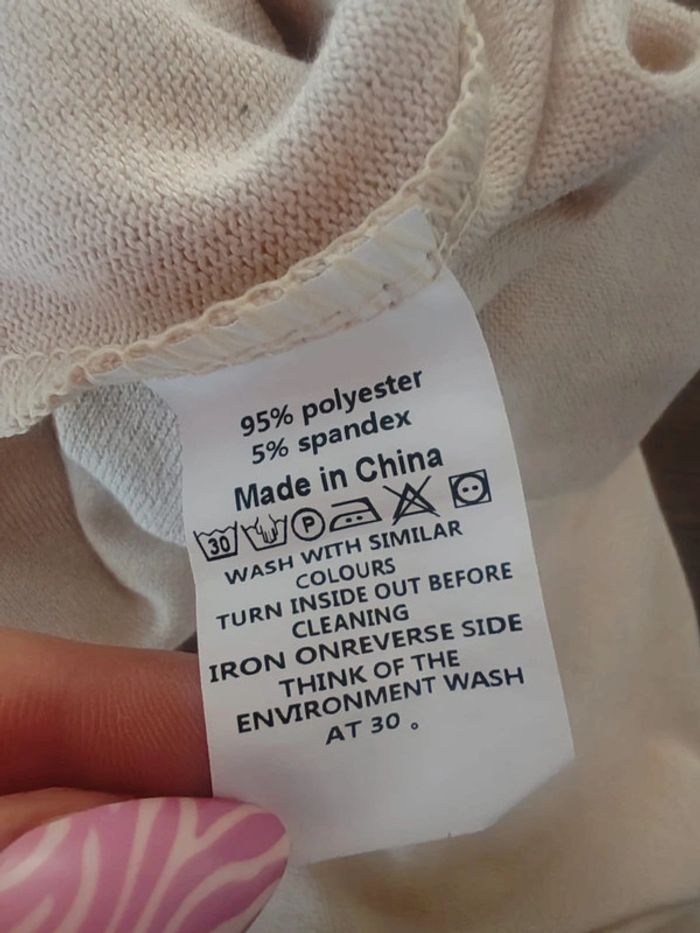 95% polyester
5% spandex
Made in China
30 P
WASH WITH SIMILAR
COLOURS
TURN INSIDE OUT BEFORE
CLEANING
IRON ONREVERSE SIDE
THINK OF THE
ENVIRONMENT WASH
AT 30 。